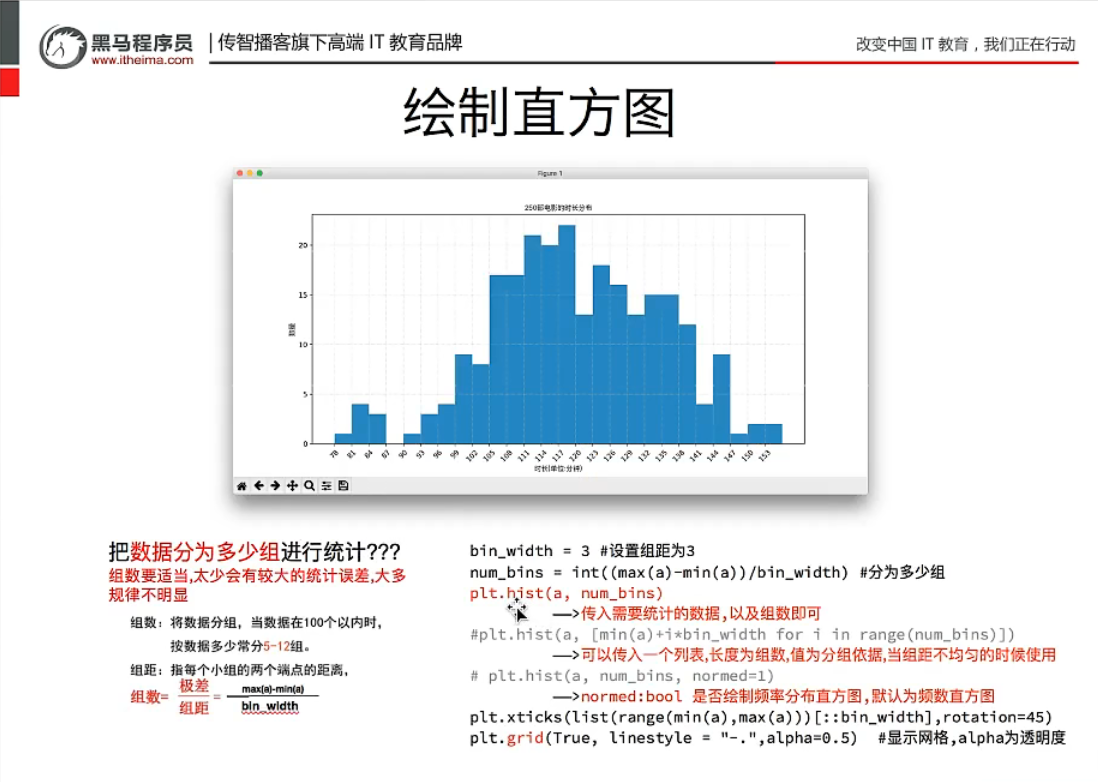 黑马程序员
www.itheima.com
传智播客旗下高端 IT 教育品牌
改变中国 IT 教育，我们正在行动
绘制直方图
Figure 1
250部电影的时长分布
数量
20
15
10
5
0
78 81 84 87 90 93 96 99 102 105 108 111 114 117 120 123 126 129 132 135 138 141 144 147 150 153
时长(单位:分钟)
把数据分为多少组进行统计???
组数要适当,太少会有较大的统计误差,大多
规律不明显
组数：将数据分组，当数据在100个以内时，
按数据多少常分5-12组。
组距：指每个小组的两个端点的距离，
组数= 极差/组距 = max(a)-min(a)/bin_width
bin_width = 3 #设置组距为3
num_bins = int((max(a)-min(a))/bin_width) #分为多少组
plt.hist(a, num_bins)
——>传入需要统计的数据,以及组数即可
#plt.hist(a, [min(a)+i*bin_width for i in range(num_bins)])
——>可以传入一个列表,长度为组数,值为分组依据,当组距不均匀的时候使用
# plt.hist(a, num_bins, normed=1)
——>normed:bool 是否绘制频率分布直方图,默认为频数直方图
plt.xticks(list(range(min(a),max(a)))[::bin_width],rotation=45)
plt.grid(True, linestyle = "-.",alpha=0.5) #显示网格,alpha为透明度